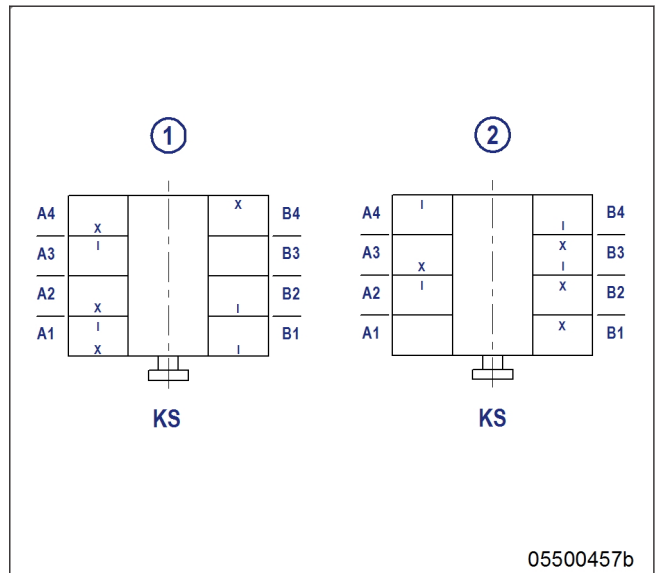 1 2
X I
A4 B4 A4 B4
X I
I X
A3 B3 A3 B3
X I
I X
A2 B2 A2 B2
X I
I X
A1 B1 A1 B1
X I
KS KS
05500457b